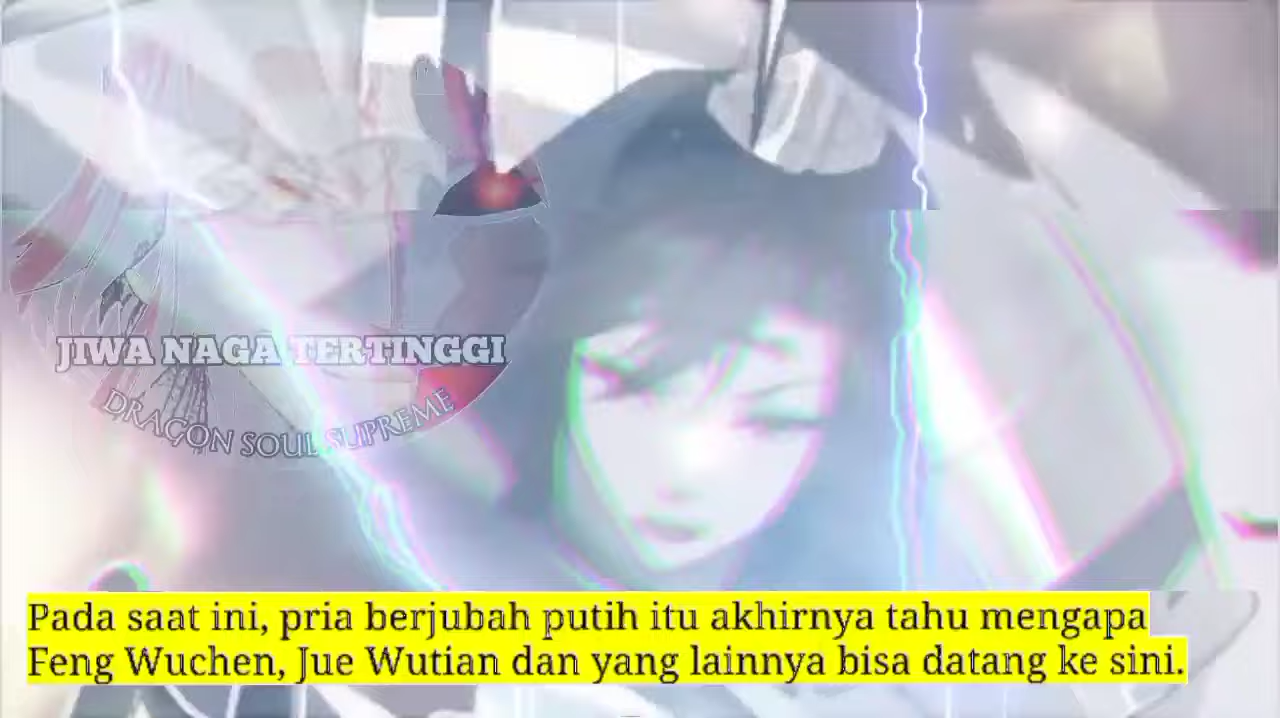 JIWA NAGA TERTINGGI
DRAGON SOUL SUPREME
Pada saat ini, pria berjubah putih itu akhirnya tahu mengapa
Feng Wuchen, Jue Wutian dan yang lainnya bisa datang ke sini.